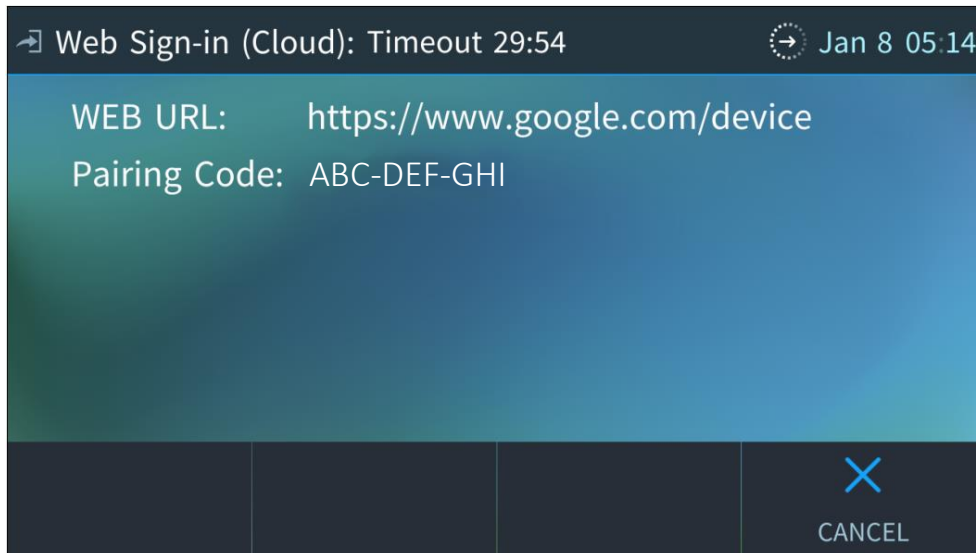 Web Sign-in (Cloud): Timeout 29:54 Jan 8 05:14
WEB URL: https://www.google.com/device
Pairing Code: ABC-DEF-GHI
CANCEL